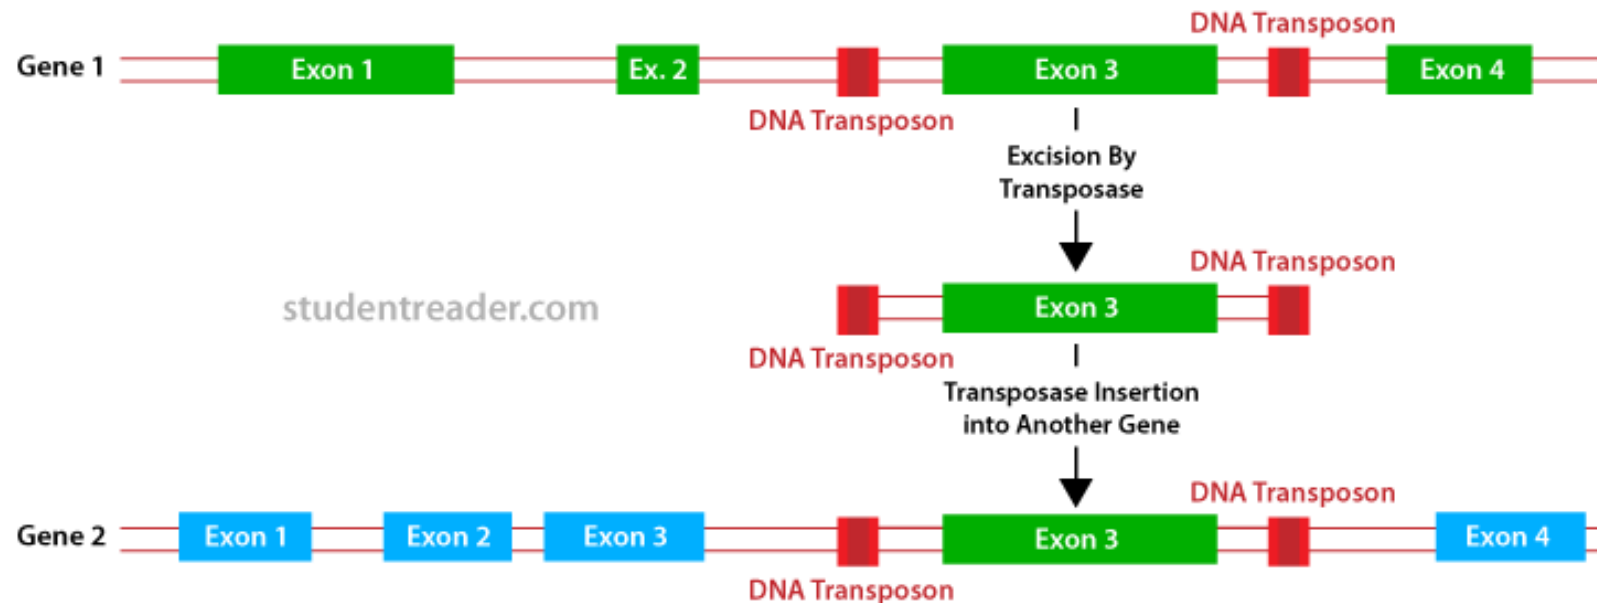 DNA Transposon
Gene 1
Exon 1
Ex. 2
Exon 3
Exon 4
DNA Transposon
Excision By
Transposase
DNA Transposon
studentreader.com
Exon 3
DNA Transposon
Transposase Insertion
into Another Gene
DNA Transposon
Gene 2
Exon 1
Exon 2
Exon 3
Exon 3
Exon 4
DNA Transposon